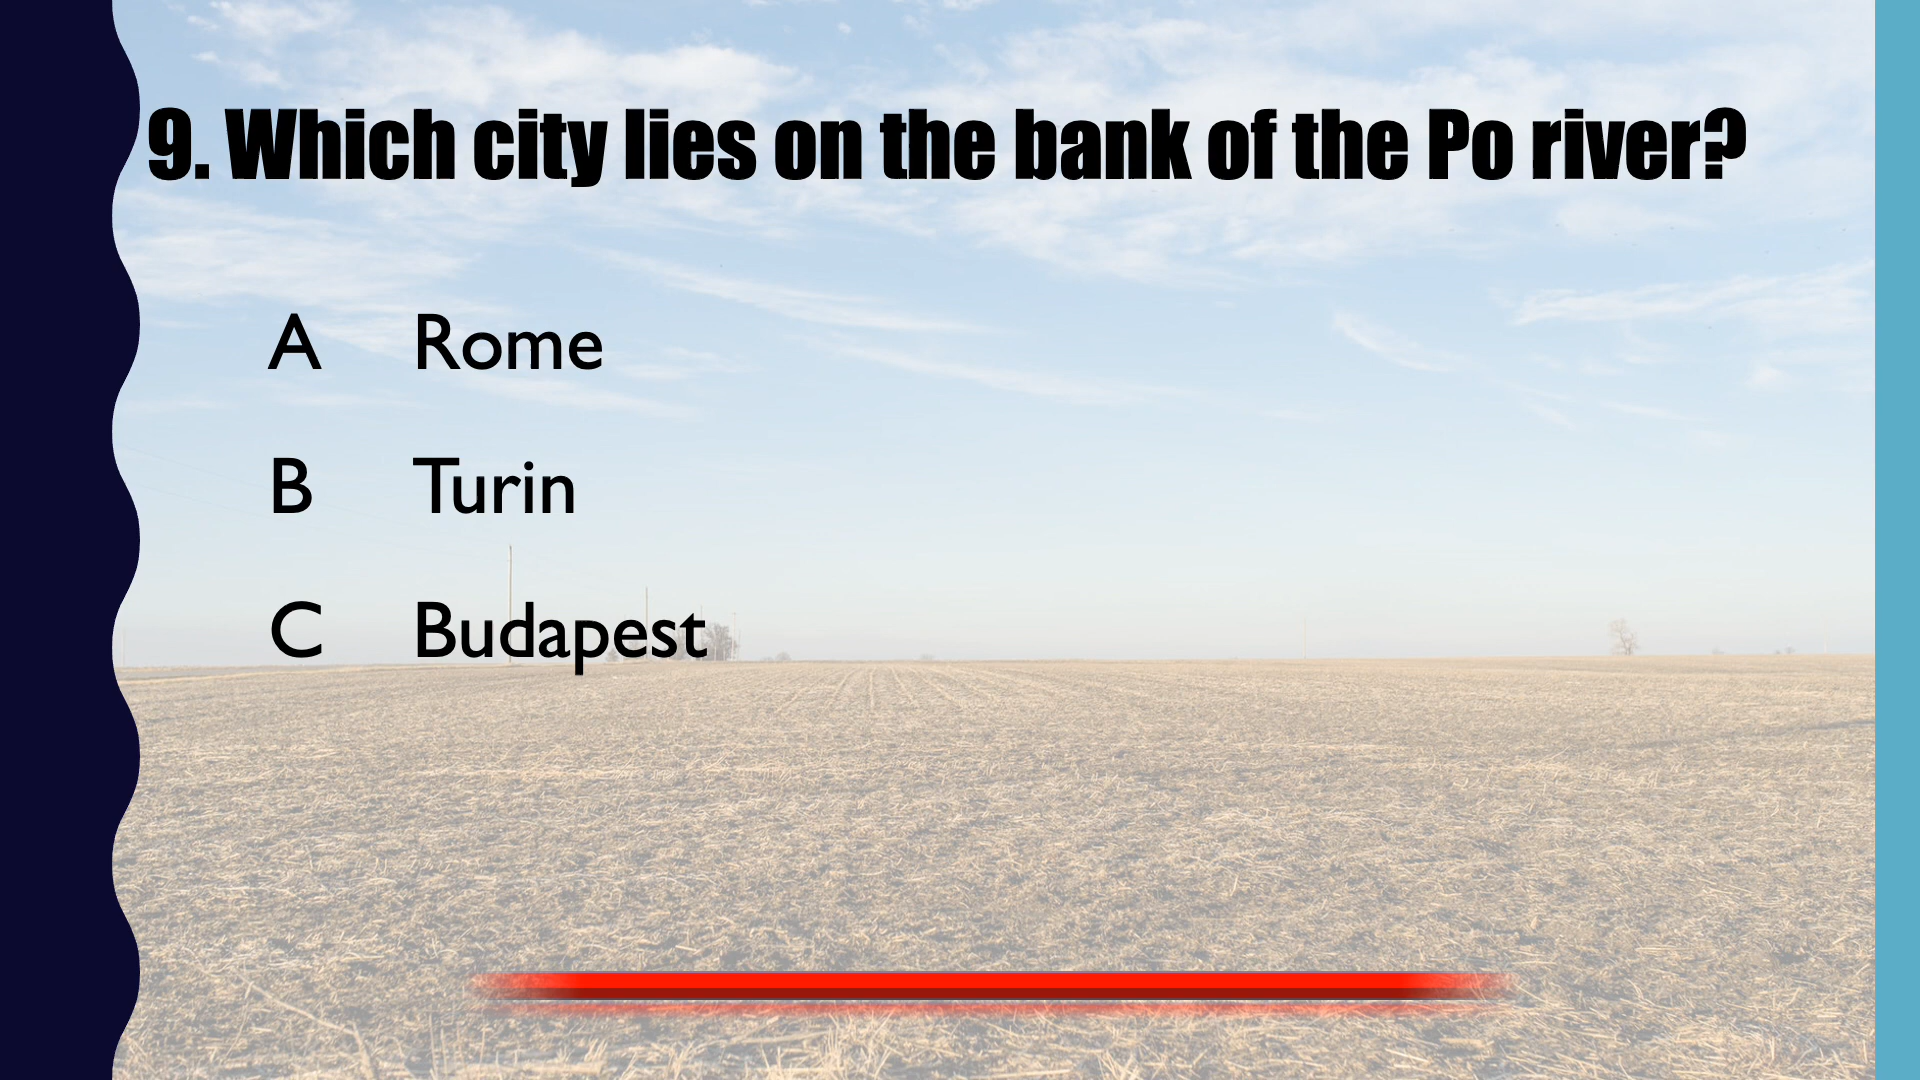 9. Which city lies on the bank of the Po river?
A Rome
B Turin
C Budapest